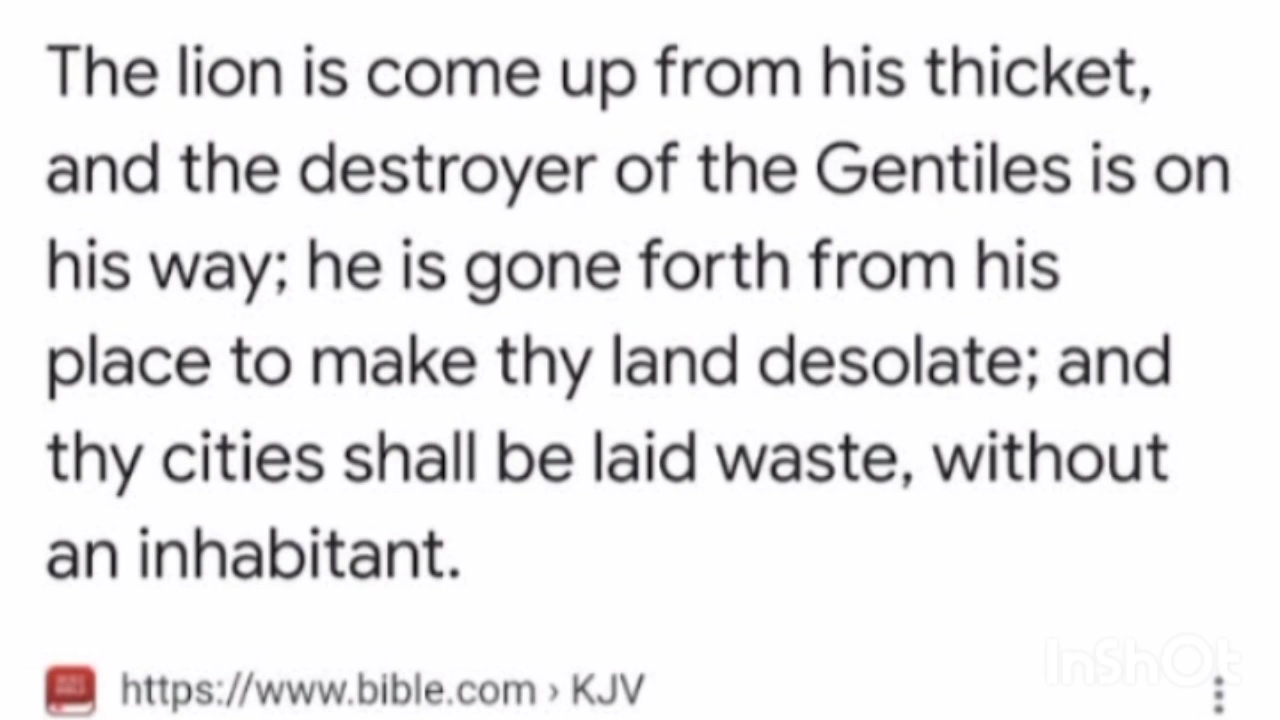 The lion is come up from his thicket,
and the destroyer of the Gentiles is on
his way; he is gone forth from his
place to make thy land desolate; and
thy cities shall be laid waste, without
an inhabitant.
https://www.bible.com › KJV
InShOt